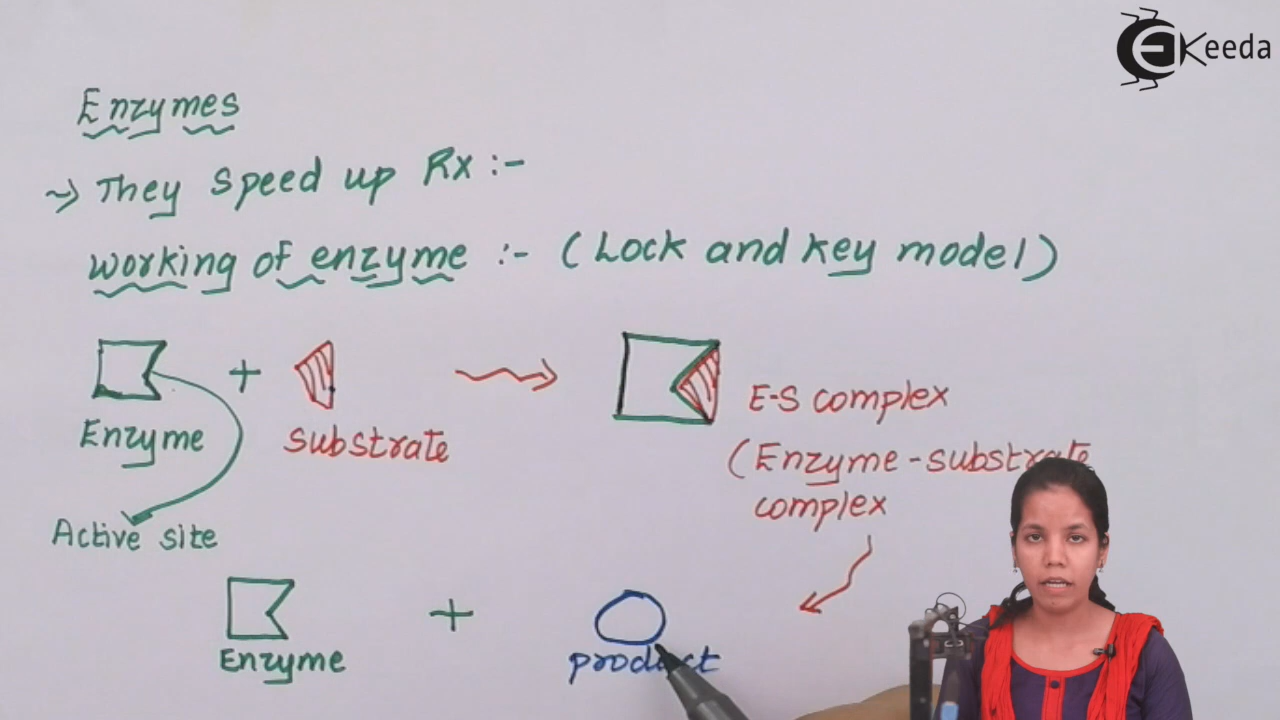 Keeda
Enzymes
~> They speed up Rx :-
working of enzyme :- (Lock and key model)
+
Enzyme
substrate
E-S complex
(Enzyme-substrate
complex
Active site
+
Enzyme
product